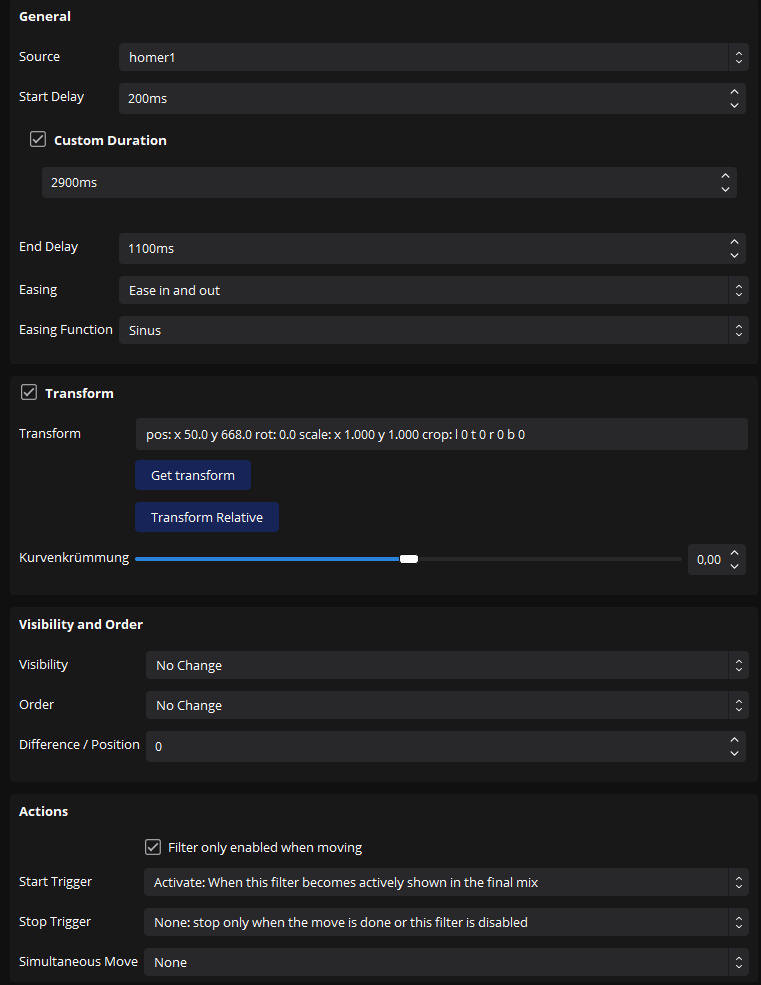 General
Source homer1
Start Delay 200ms
Custom Duration
2900ms
End Delay 1100ms
Easing Ease in and out
Easing Function Sinus
Transform
Transform pos: x 50.0 y 668.0 rot: 0.0 scale: x 1.000 y 1.000 crop: l 0 t 0 r 0 b 0
Get transform
Transform Relative
Kurvenkrümmung 0,00
Visibility and Order
Visibility No Change
Order No Change
Difference / Position 0
Actions
Filter only enabled when moving
Start Trigger Activate: When this filter becomes actively shown in the final mix
Stop Trigger None: stop only when the move is done or this filter is disabled
Simultaneous Move None